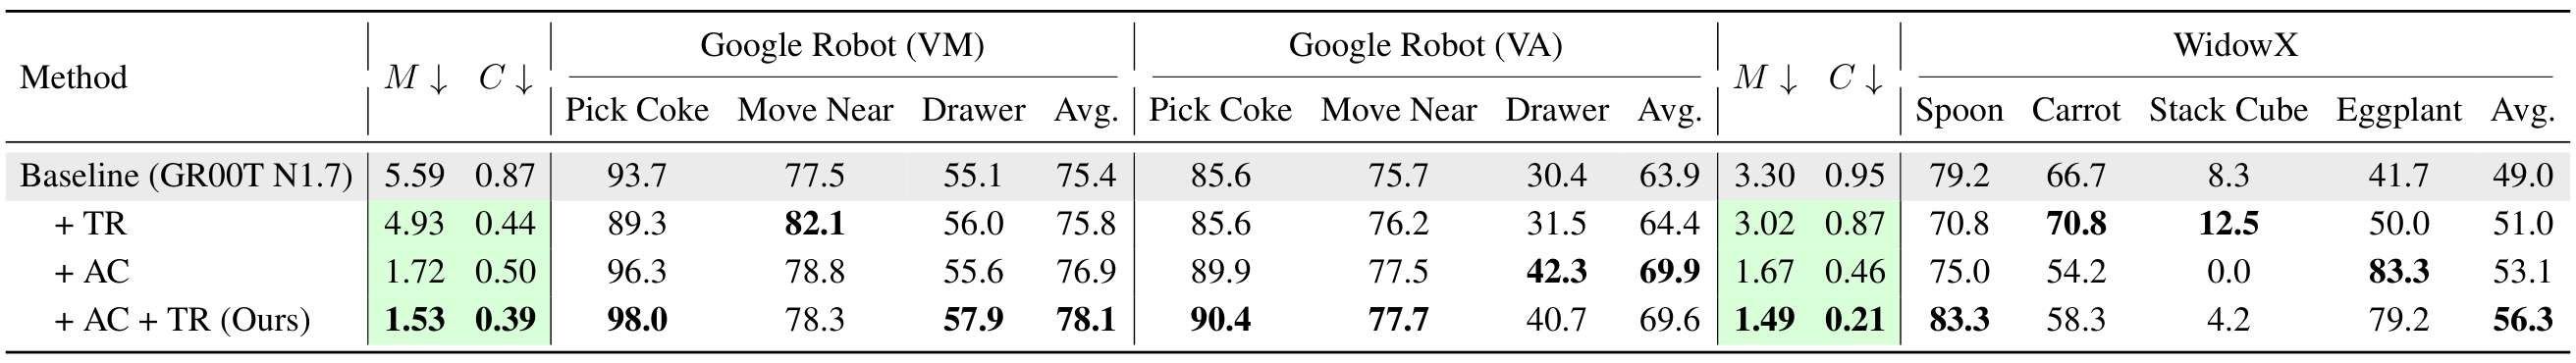 Method M ↓ C ↓ Google Robot (VM) Google Robot (VA) M ↓ C ↓ WidowX
Pick Coke Move Near Drawer Avg. Pick Coke Move Near Drawer Avg. Spoon Carrot Stack Cube Eggplant Avg.
Baseline (GR00T N1.7) 5.59 0.87 93.7 77.5 55.1 75.4 85.6 75.7 30.4 63.9 3.30 0.95 79.2 66.7 8.3 41.7 49.0
+ TR 4.93 0.44 89.3 82.1 56.0 75.8 85.6 76.2 31.5 64.4 3.02 0.87 70.8 70.8 12.5 50.0 51.0
+ AC 1.72 0.50 96.3 78.8 55.6 76.9 89.9 77.5 42.3 69.9 1.67 0.46 75.0 54.2 0.0 83.3 53.1
+ AC + TR (Ours) 1.53 0.39 98.0 78.3 57.9 78.1 90.4 77.7 40.7 69.6 1.49 0.21 83.3 58.3 4.2 79.2 56.3